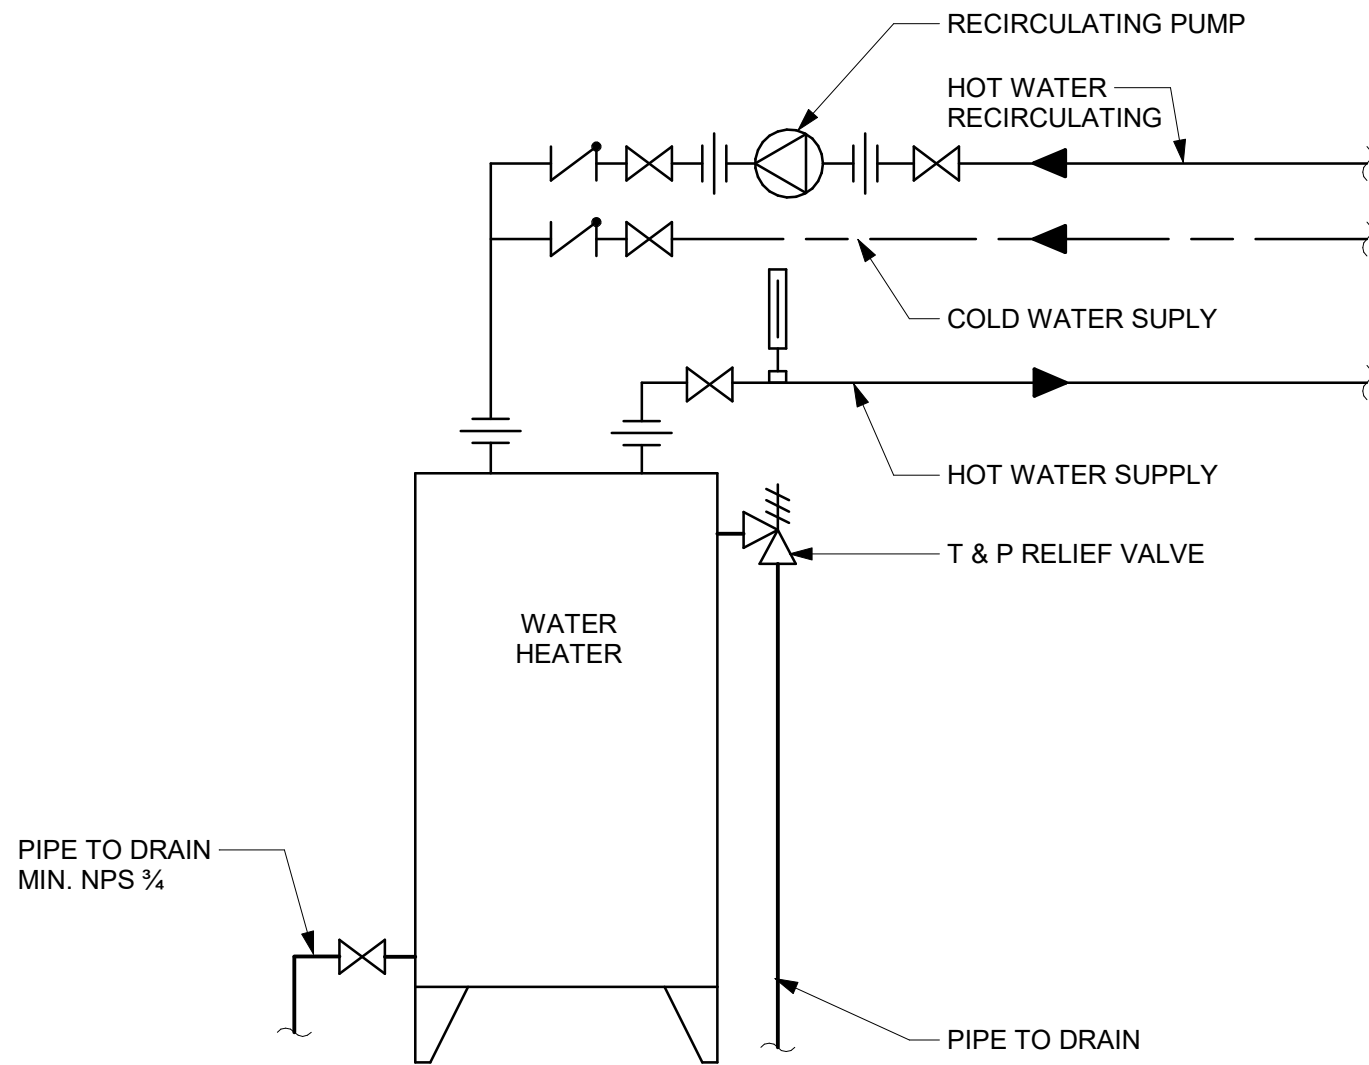 RECIRCULATING PUMP
HOT WATER
RECIRCULATING
COLD WATER SUPLY
HOT WATER SUPPLY
T & P RELIEF VALVE
WATER
HEATER
PIPE TO DRAIN
MIN. NPS ¾
PIPE TO DRAIN